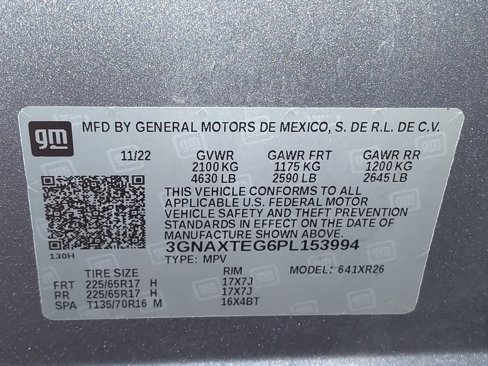 gm
MFD BY GENERAL MOTORS DE MEXICO, S. DE R.L. DE C.V.
11/22 GVWR GAWR FRT GAWR RR
2100 KG 1175 KG 1200 KG
4630 LB 2590 LB 2645 LB
THIS VEHICLE CONFORMS TO ALL
APPLICABLE U.S. FEDERAL MOTOR
VEHICLE SAFETY AND THEFT PREVENTION
STANDARDS IN EFFECT ON THE DATE OF
MANUFACTURE SHOWN ABOVE.
130H 3GNAXTEG6PL153994
TYPE: MPV MODEL: 641XR26
TIRE SIZE RIM
FRT 225/65R17 H 17X7J
RR 225/65R17 H 17X7J
SPA T135/70R16 M 16X4BT